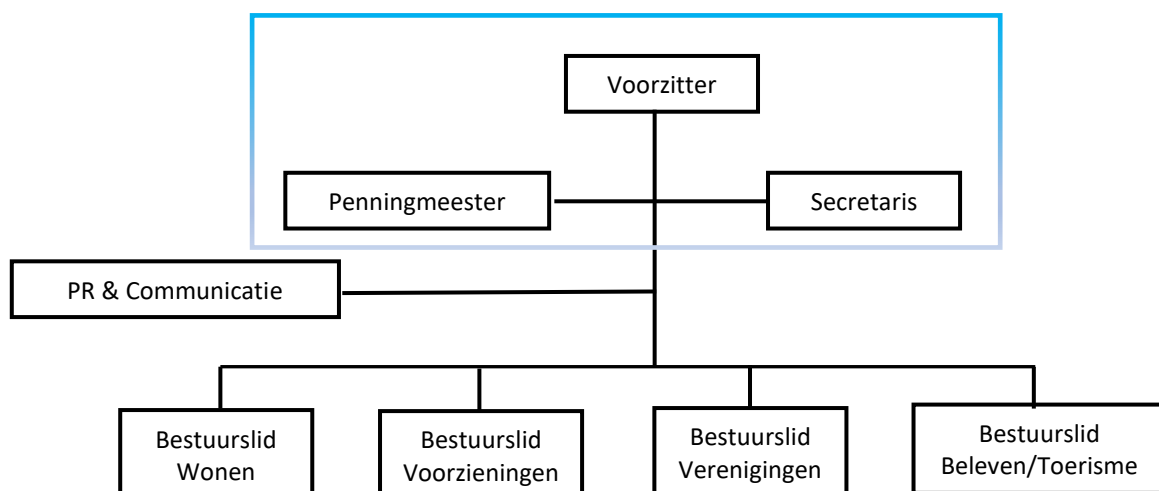 Voorzitter
Penningmeester
Secretaris
PR & Communicatie
Bestuurslid
Wonen
Bestuurslid
Voorzieningen
Bestuurslid
Verenigingen
Bestuurslid
Beleven/Toerisme